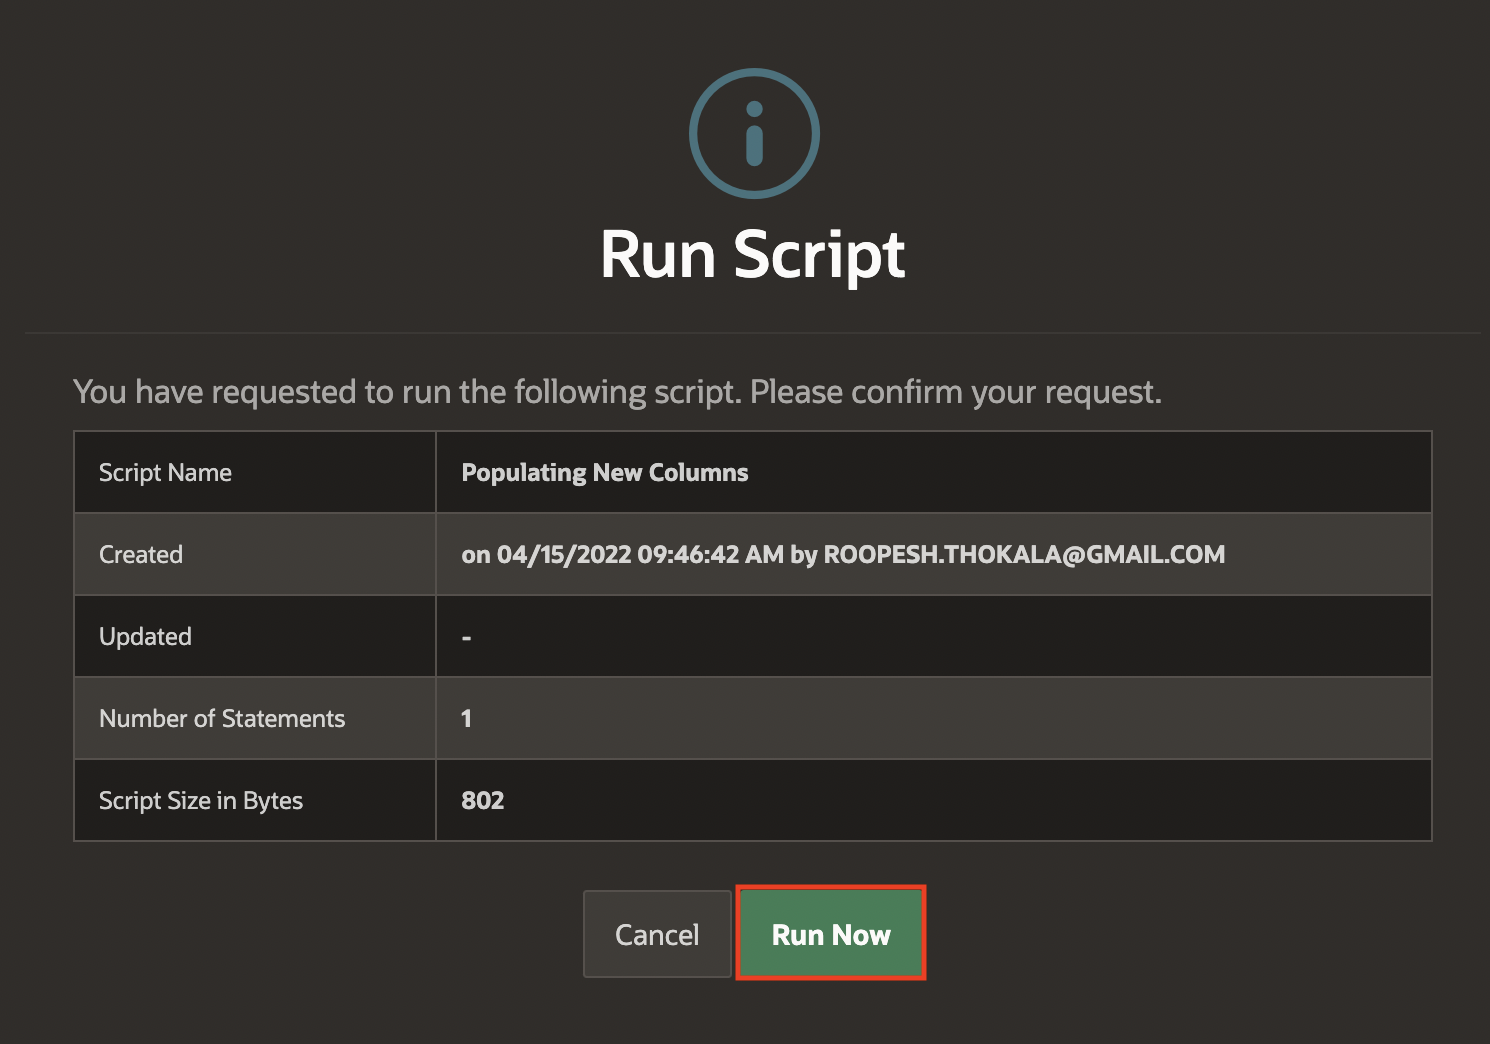 Run Script
You have requested to run the following script. Please confirm your request.
Script Name Populating New Columns
Created on 04/15/2022 09:46:42 AM by ROOPESH.THOKALA@GMAIL.COM
Updated -
Number of Statements 1
Script Size in Bytes 802
Cancel Run Now